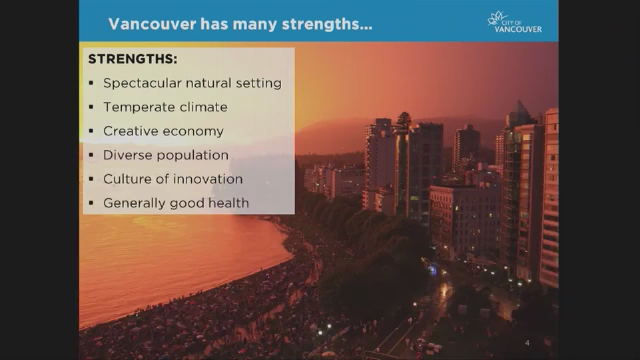 Vancouver has many strengths...
CITY OF
VANCOUVER
STRENGTHS:
▪ Spectacular natural setting
▪ Temperate climate
▪ Creative economy
▪ Diverse population
▪ Culture of innovation
▪ Generally good health
4